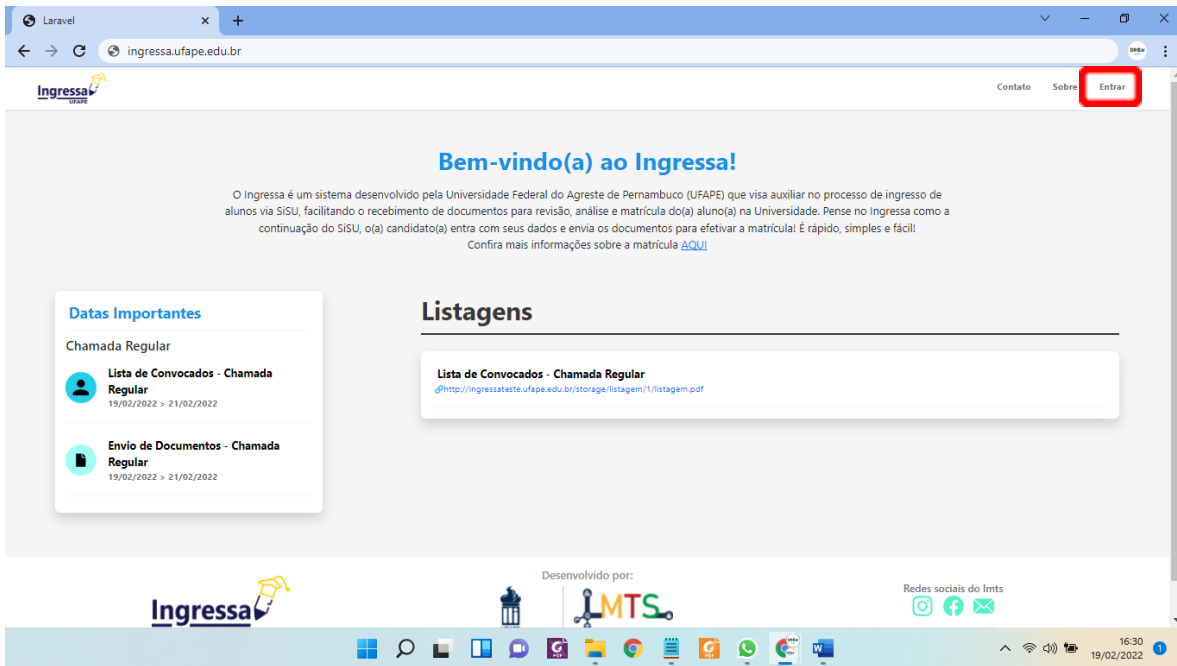 Laravel
ingressa.ufape.edu.br
Ingressa
UFAPE
Contato Sobre Entrar
Bem-vindo(a) ao Ingressa!
O Ingressa é um sistema desenvolvido pela Universidade Federal do Agreste de Pernambuco (UFAPE) que visa auxiliar no processo de ingresso de
alunos via SiSU, facilitando o recebimento de documentos para revisão, análise e matrícula do(a) aluno(a) na Universidade. Pense no Ingressa como a
continuação do SiSU, o(a) candidato(a) entra com seus dados e envia os documentos para efetivar a matrícula! É rápido, simples e fácil!
Confira mais informações sobre a matrícula AQUI
Datas Importantes
Chamada Regular
Lista de Convocados - Chamada
Regular
19/02/2022 > 21/02/2022
Envio de Documentos - Chamada
Regular
19/02/2022 > 21/02/2022
Listagens
Lista de Convocados - Chamada Regular
http://ingressateste.ufape.edu.br/storage/listagem/1/listagem.pdf
Ingressa
Desenvolvido por:
LMTS
Redes sociais do lmts
16:30
19/02/2022
1